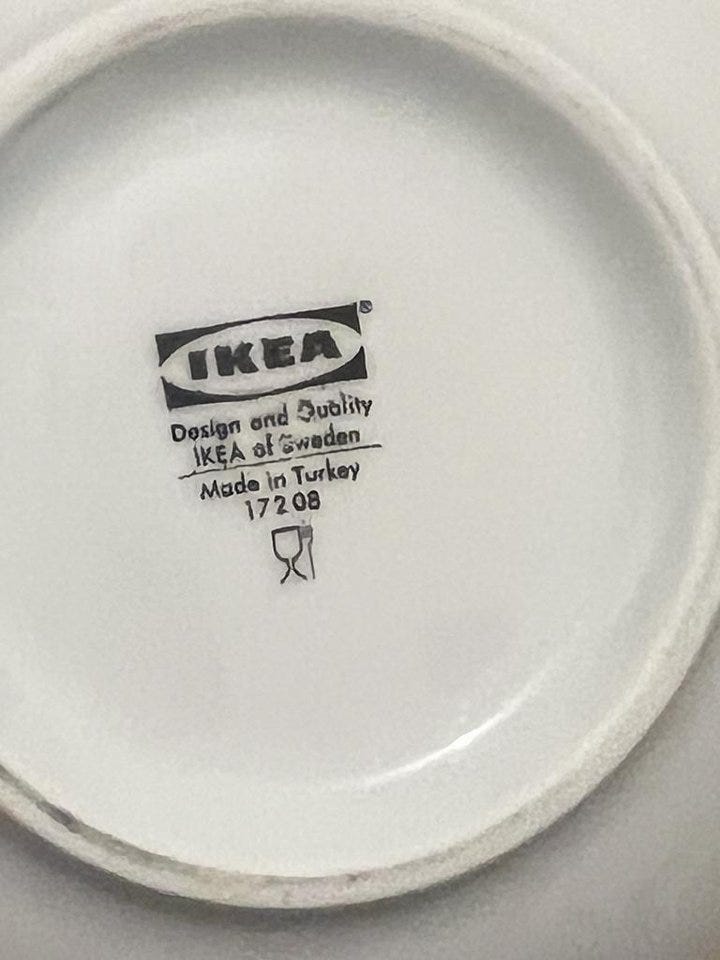 IKEA®
Design and Quality
IKEA of Sweden
Made in Turkey
17208